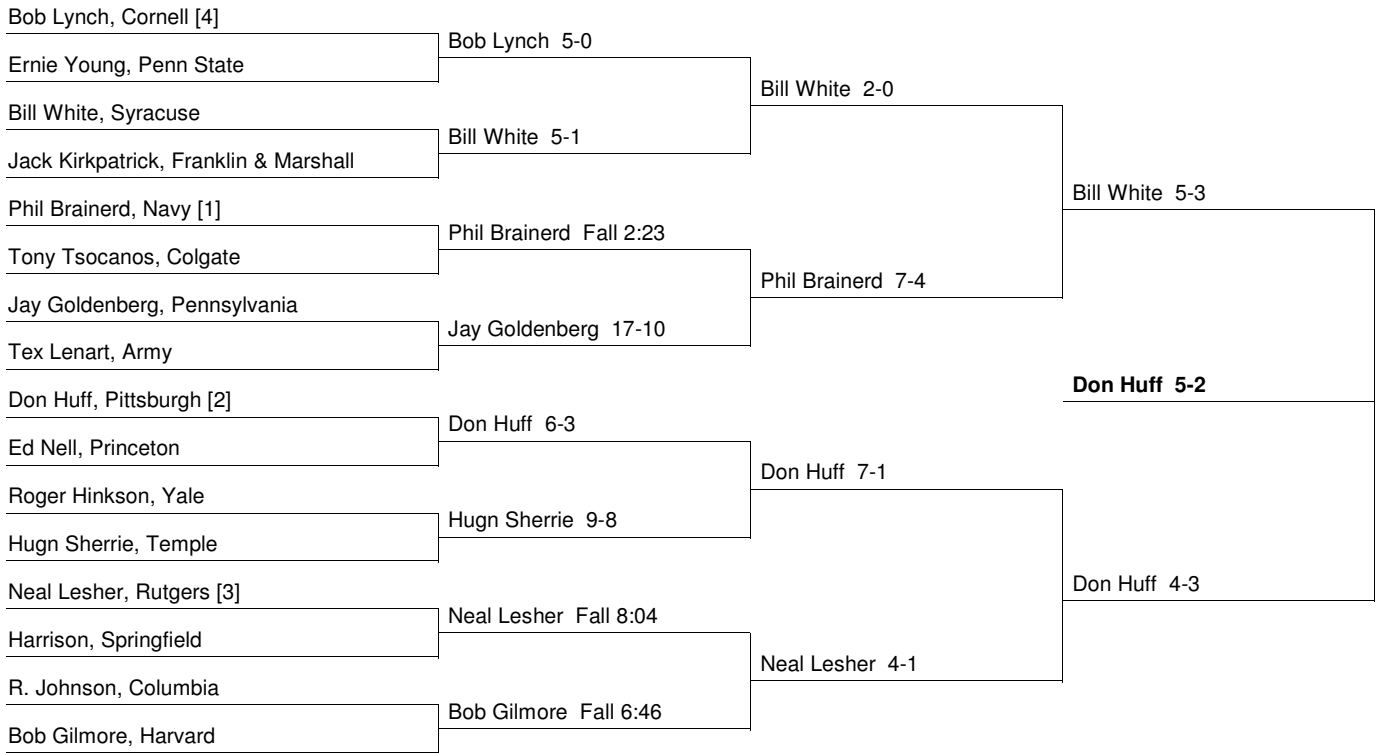 Bob Lynch, Cornell [4]
Ernie Young, Penn State
Bill White, Syracuse
Jack Kirkpatrick, Franklin & Marshall
Phil Brainerd, Navy [1]
Tony Tsocanos, Colgate
Jay Goldenberg, Pennsylvania
Tex Lenart, Army
Don Huff, Pittsburgh [2]
Ed Nell, Princeton
Roger Hinkson, Yale
Hugn Sherrie, Temple
Neal Lesher, Rutgers [3]
Harrison, Springfield
R. Johnson, Columbia
Bob Gilmore, Harvard
Bob Lynch 5-0
Bill White 5-1
Phil Brainerd Fall 2:23
Jay Goldenberg 17-10
Don Huff 6-3
Hugn Sherrie 9-8
Neal Lesher Fall 8:04
Bob Gilmore Fall 6:46
Bill White 2-0
Phil Brainerd 7-4
Don Huff 7-1
Neal Lesher 4-1
Bill White 5-3
Don Huff 5-2
Don Huff 4-3